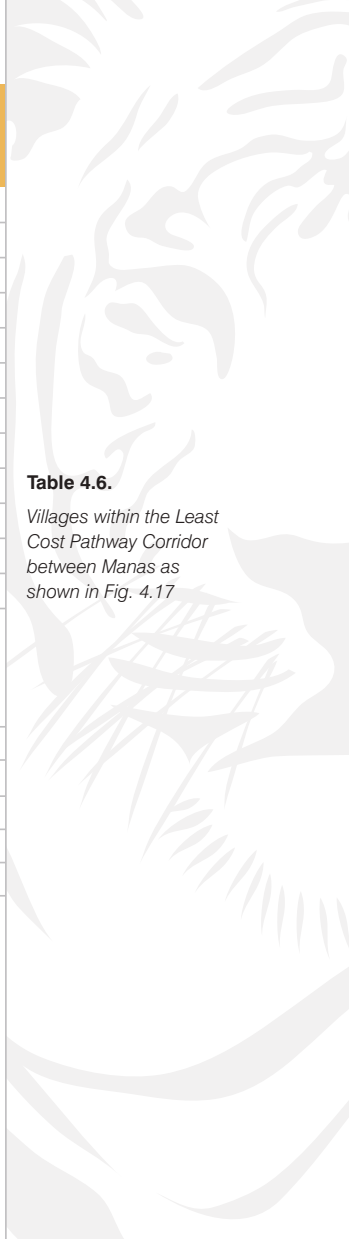 Table 4.6.
Villages within the Least
Cost Pathway Corridor
between Manas as
shown in Fig. 4.17